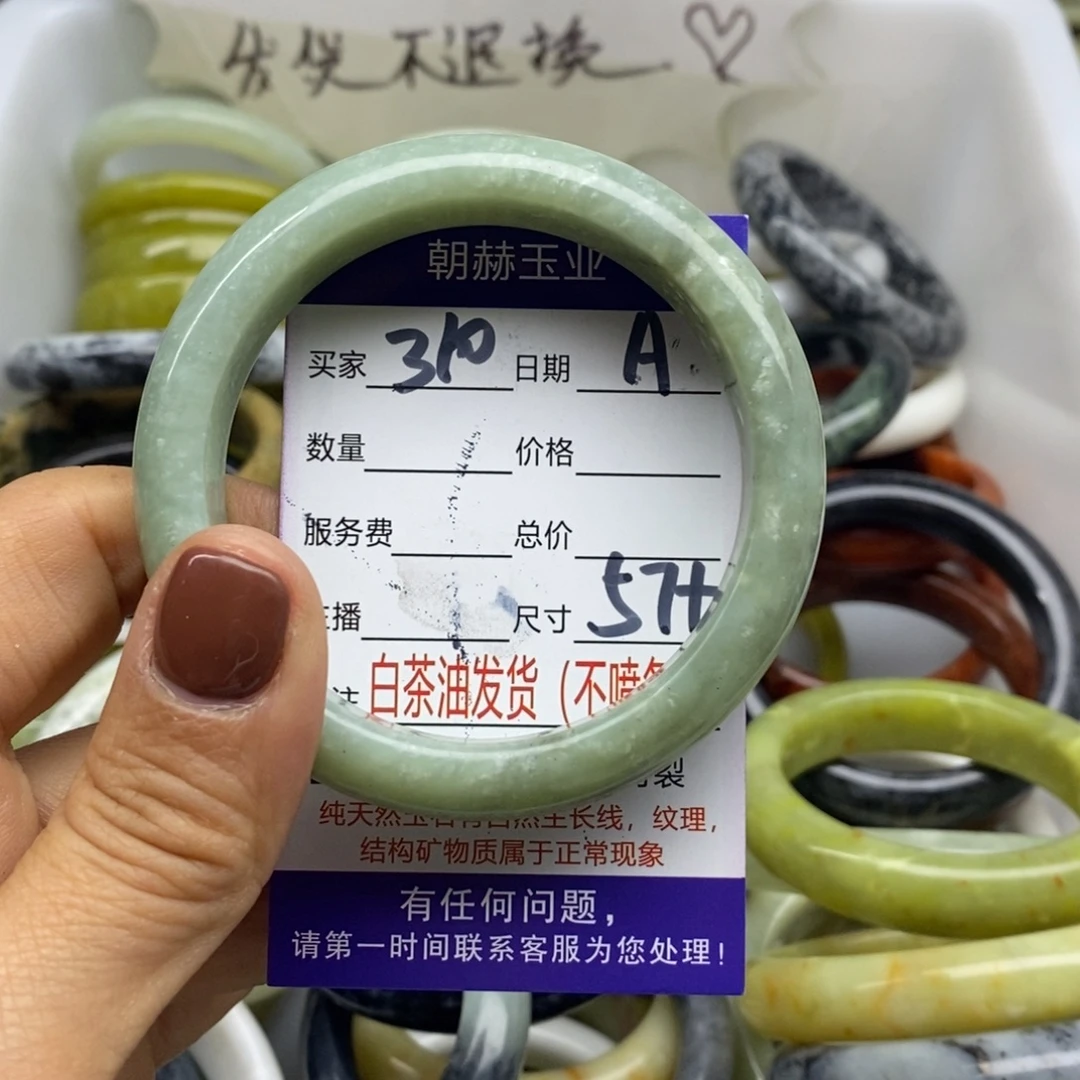 不退换
朝赫玉业
买家 310 日期 A
数量 价格
服务费 总价
播 尺寸 57
白茶油发货（不喷
裂
纯天然玉石有自然生长线，纹理，
结构矿物质属于正常现象
有任何问题，
请第一时间联系客服为您处理！